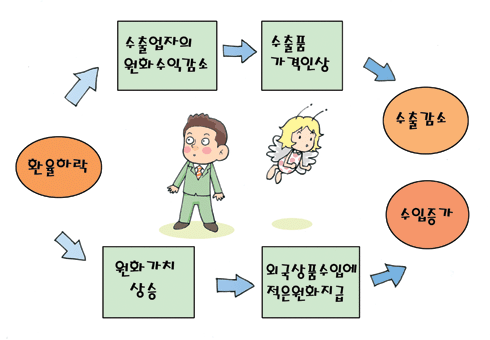 수출업자의
원화수익감소
수출품
가격인상
수출감소
환율하락
수입증가
원화가치
상승
외국상품수입에
적은원화지급